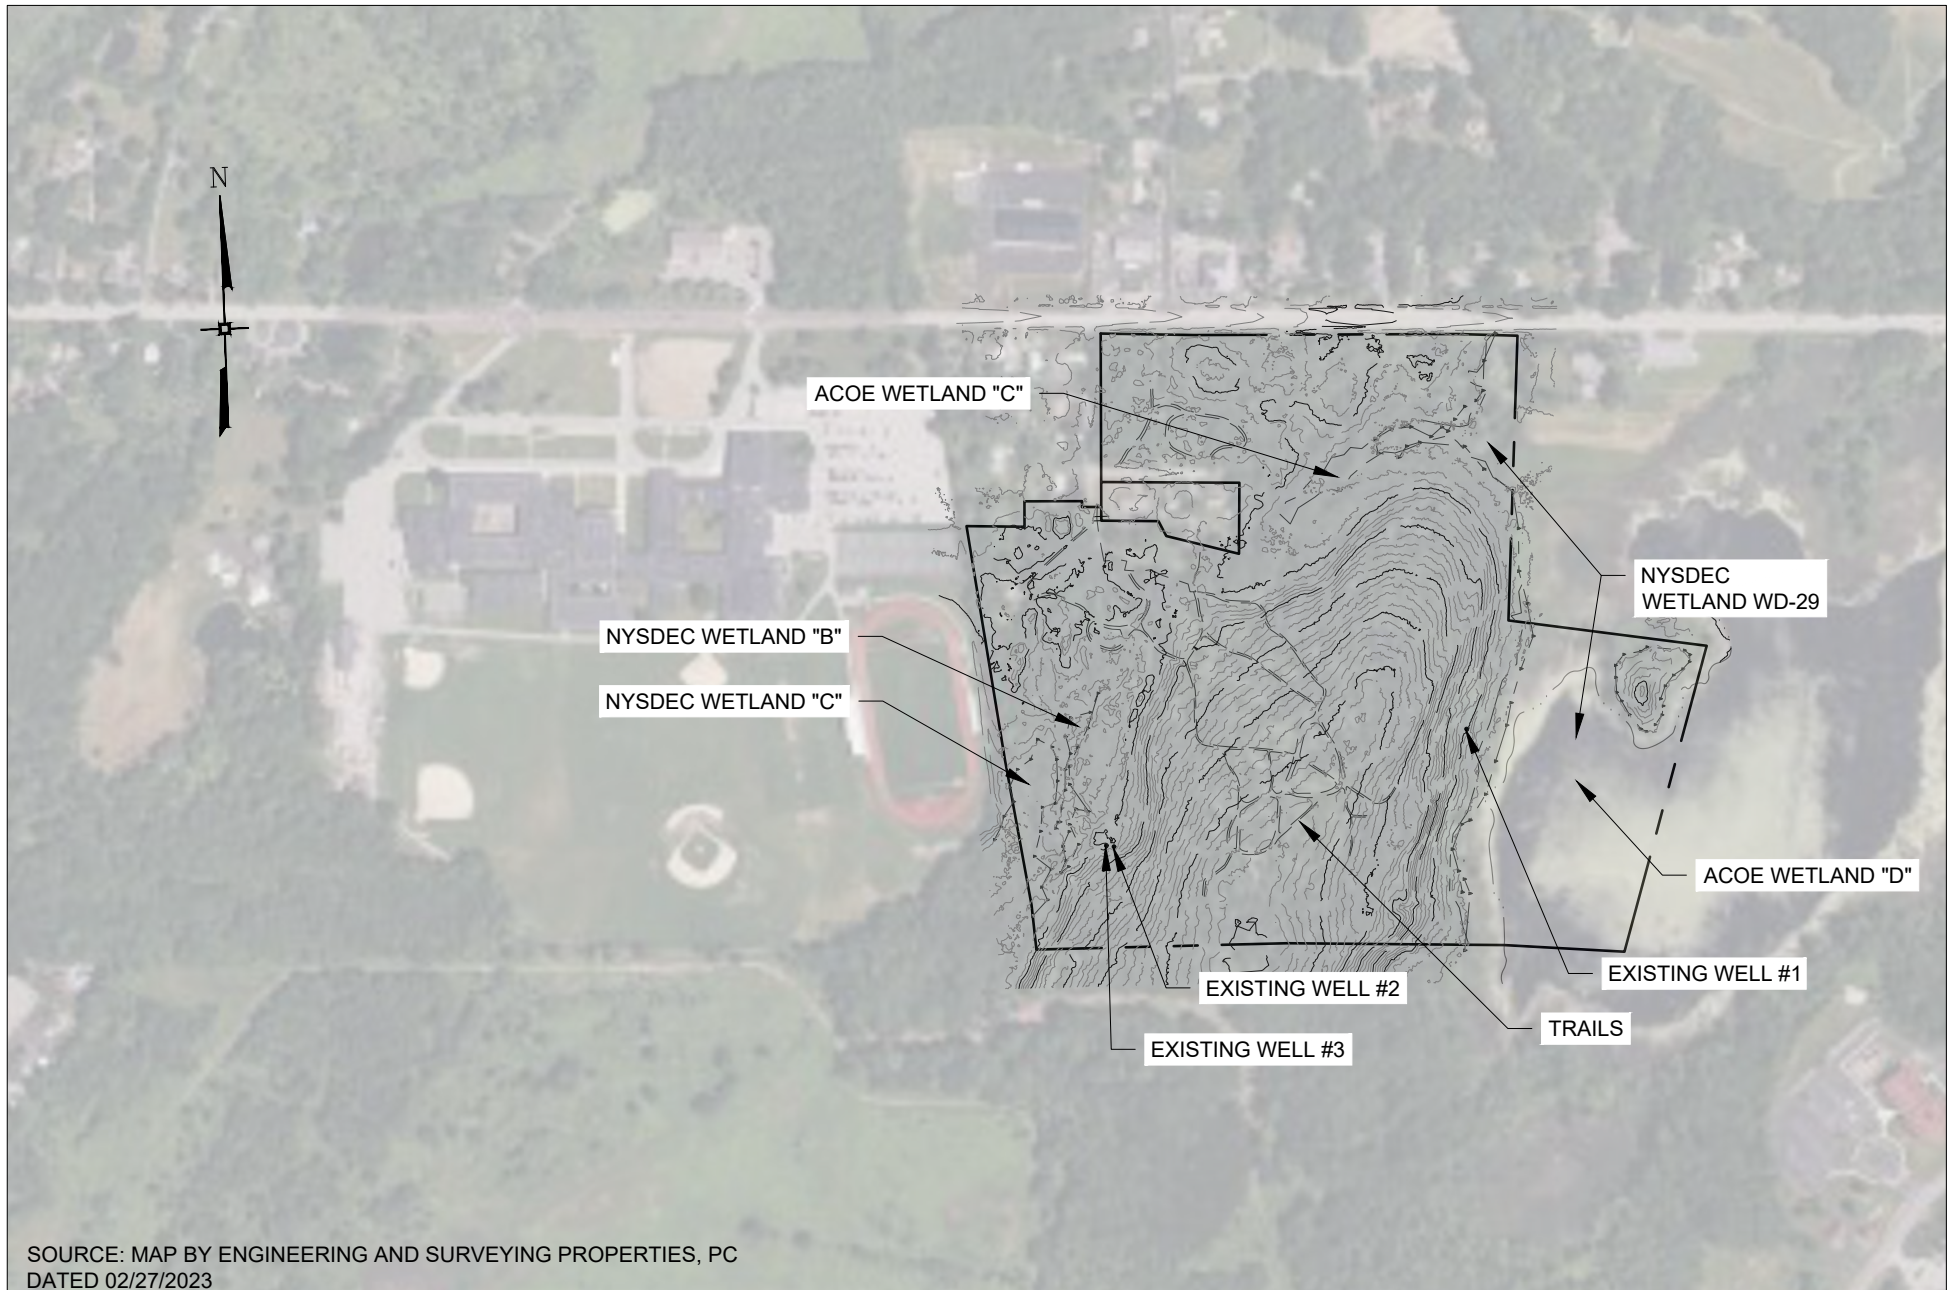 N
ACOE WETLAND "C"
NYSDEC
WETLAND WD-29
NYSDEC WETLAND "B"
NYSDEC WETLAND "C"
ACOE WETLAND "D"
EXISTING WELL #1
EXISTING WELL #2
TRAILS
EXISTING WELL #3
SOURCE: MAP BY ENGINEERING AND SURVEYING PROPERTIES, PC
DATED 02/27/2023